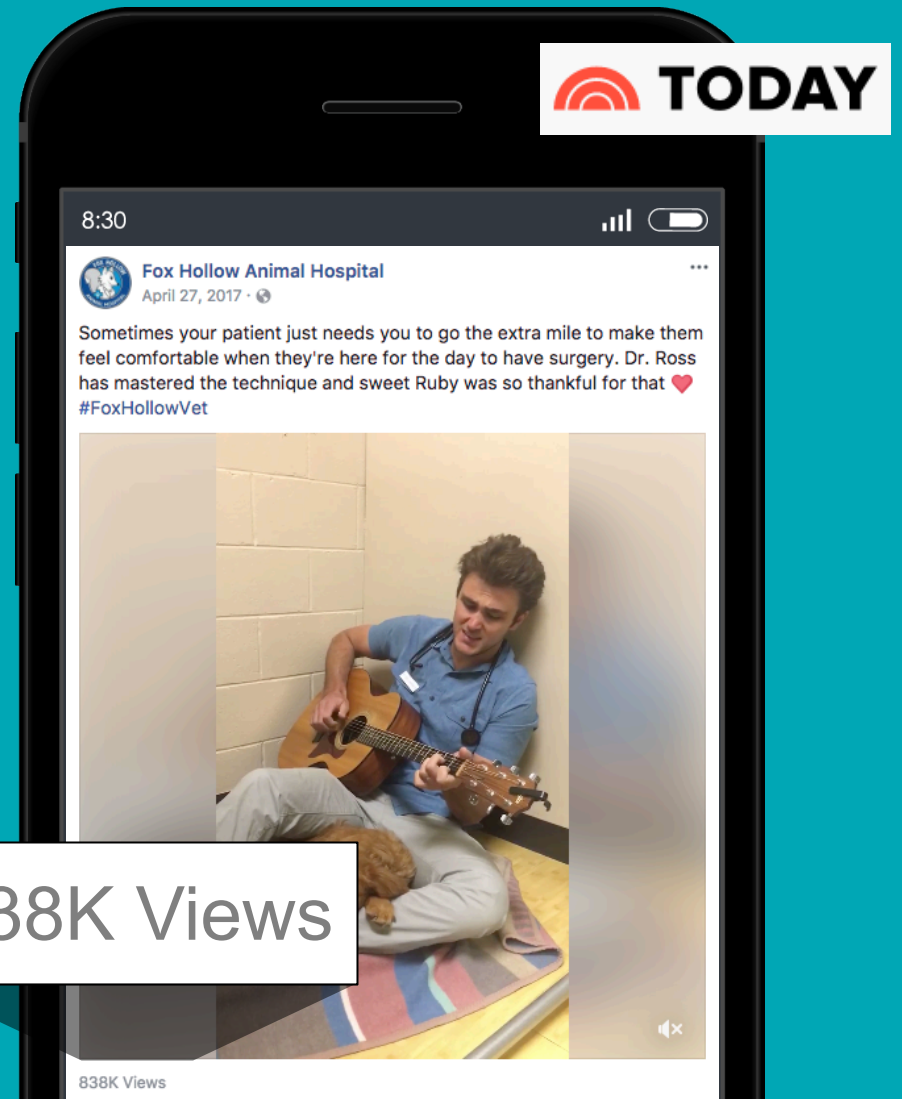 TODAY
8:30
Fox Hollow Animal Hospital
April 27, 2017 ·
Sometimes your patient just needs you to go the extra mile to make them
feel comfortable when they're here for the day to have surgery. Dr. Ross
has mastered the technique and sweet Ruby was so thankful for that ❤
#FoxHollowVet
38K Views
838K Views